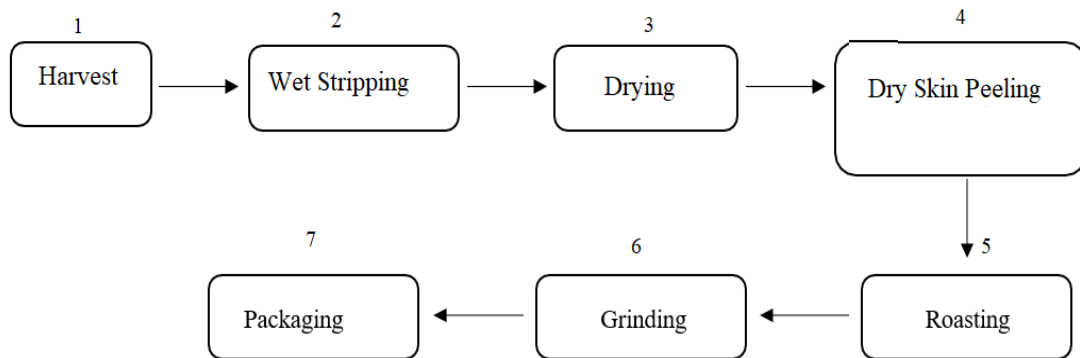 1
Harvest
2
Wet Stripping
3
Drying
4
Dry Skin Peeling
5
Roasting
6
Grinding
7
Packaging